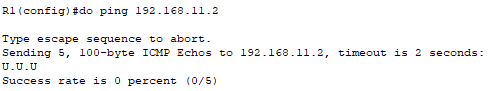 R1(config)#do ping 192.168.11.2
Type escape sequence to abort.
Sending 5, 100-byte ICMP Echos to 192.168.11.2, timeout is 2 seconds:
U.U.U
Success rate is 0 percent (0/5)